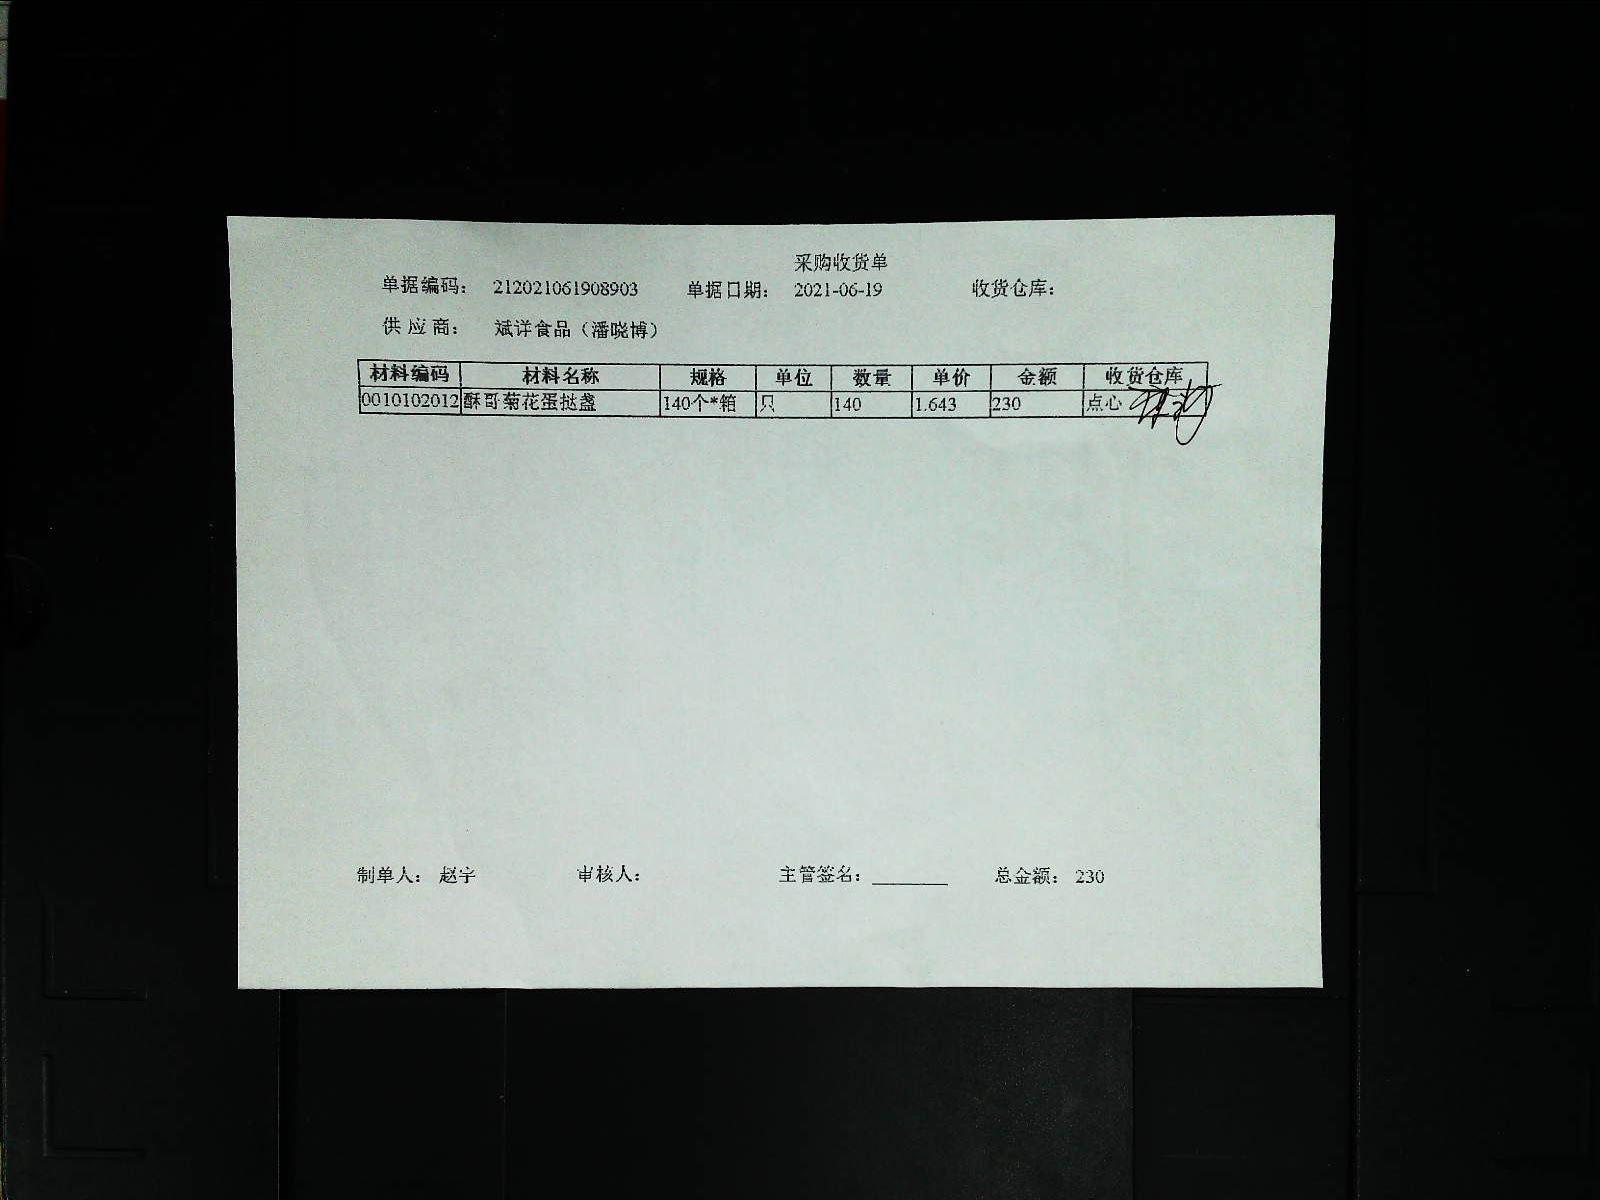 采购收货单
单据编码： 212021061908903 单据日期： 2021-06-19 收货仓库：
供 应 商： 斌详食品（潘晓博）
材料编码 材料名称 规格 单位 数量 单价 金额 收货仓库
0010102012 酥哥菊花蛋挞盏 140个*箱 只 140 1.643 230 点心
制单人： 赵宇 审核人： 主管签名：________ 总金额： 230